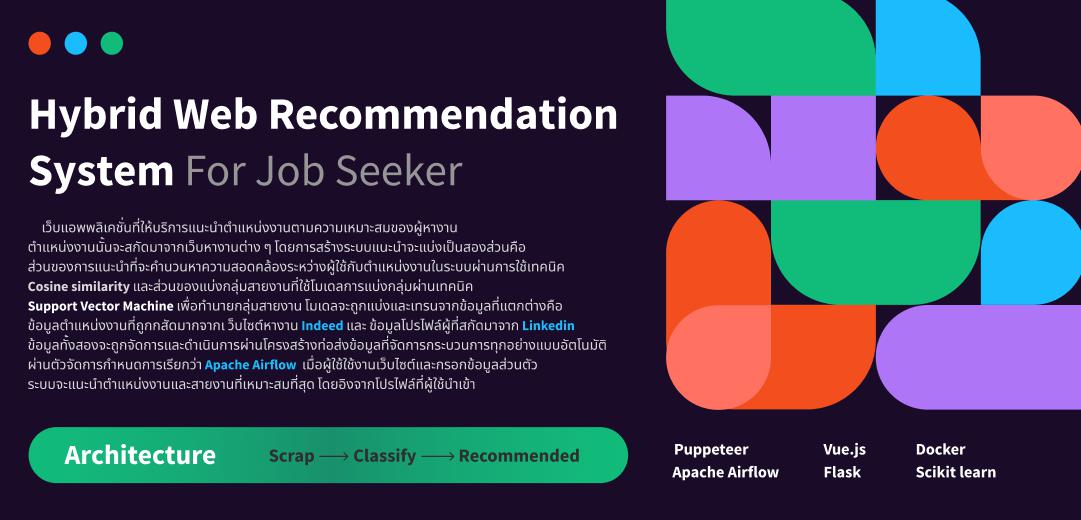 Hybrid Web Recommendation
System For Job Seeker
เว็บแอพพลิเคชั่นที่ให้บริการแนะนำตำแหน่งงานตามความเหมาะสมของผู้หางาน
ตำแหน่งงานนั้นจะสกัดมาจากเว็บหางานต่าง ๆ โดยการสร้างระบบแนะนำจะแบ่งเป็นสองส่วนคือ
ส่วนของการแนะนำที่จะคำนวนหาความสอดคล้องระหว่างผู้ใช้กับตำแหน่งงานในระบบผ่านการใช้เทคนิค
Cosine similarity และส่วนของแบ่งกลุ่มสายงานที่ใช้โมเดลการแบ่งกลุ่มผ่านเทคนิค
Support Vector Machine เพื่อทำนายกลุ่มสายงาน โมเดลจะถูกแบ่งและเทรนจากข้อมูลที่แตกต่างคือ
ข้อมูลตำแหน่งงานที่ถูกกสัดมาจากเ ว็บไซต์หางาน Indeed และ ข้อมูลโปรไฟล์ผู้ที่สกัดมาจาก Linkedin
ข้อมูลทั้งสองจะถูกจัดการและดำเนินการผ่านโครงสร้างท่อส่งข้อมูลที่จัดการกระบวนการทุกอย่างแบบอัตโนมัติ
ผ่านตัวจัดการกำหนดการเรียกว่า Apache Airflow เมื่อผู้ใช้ใช้งานเว็บไซต์และกรอกข้อมูลส่วนตัว
ระบบจะแนะนำตำแหน่งงานและสายงานที่เหมาะสมที่สุด โดยอิงจากโปรไฟล์ที่ผู้ใช้นำเข้า
Architecture Scrap → Classify → Recommended
Puppeteer Vue.js Docker
Apache Airflow Flask Scikit learn